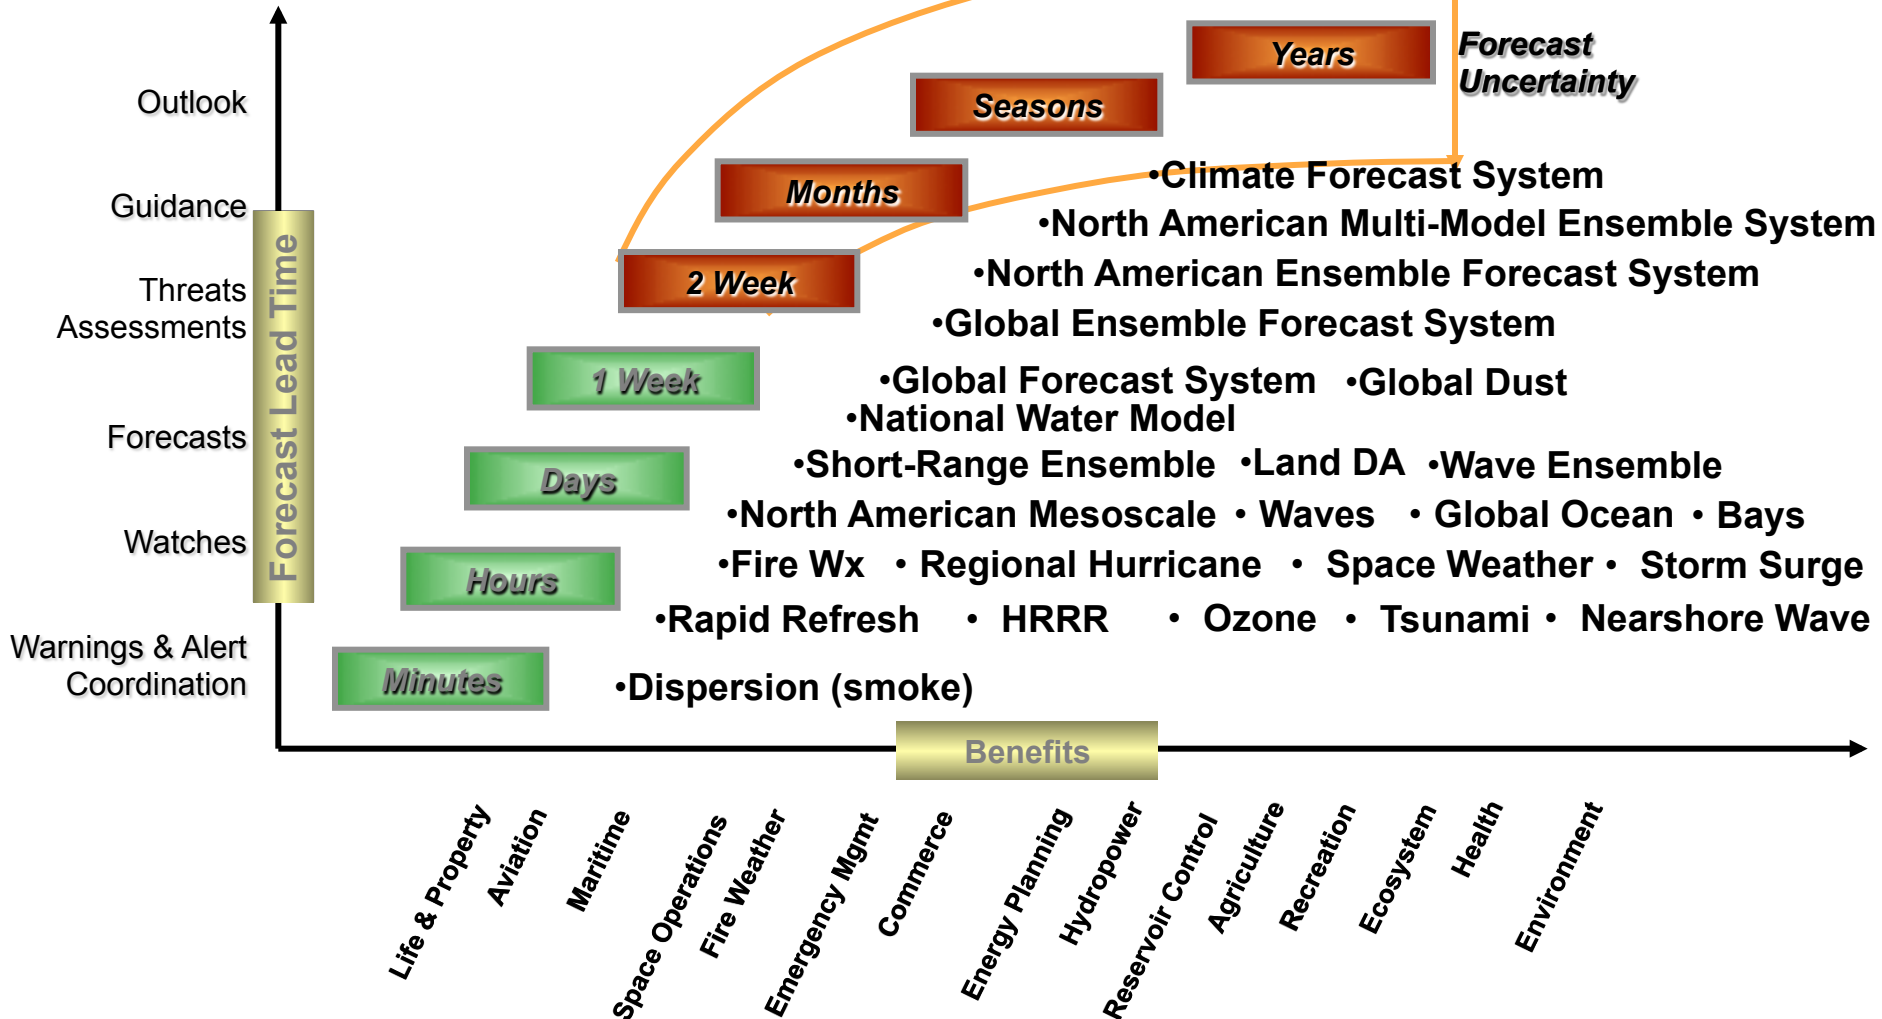 Years
Forecast
Uncertainty
Outlook
Seasons
•Climate Forecast System
Guidance
Months
•North American Multi-Model Ensemble System
Threats
Assessments
2 Week
•North American Ensemble Forecast System
•Global Ensemble Forecast System
Forecast Lead Time
1 Week
•Global Forecast System •Global Dust
•National Water Model
Forecasts
Days
•Short-Range Ensemble •Land DA •Wave Ensemble
•North American Mesoscale • Waves • Global Ocean • Bays
Watches
Hours
•Fire Wx • Regional Hurricane • Space Weather • Storm Surge
•Rapid Refresh • HRRR • Ozone • Tsunami • Nearshore Wave
Warnings & Alert
Coordination
Minutes
•Dispersion (smoke)
Benefits
Life & Property
Aviation
Maritime
Space Operations
Fire Weather
Emergency Mgmt
Commerce
Energy Planning
Hydropower
Reservoir Control
Agriculture
Recreation
Ecosystem
Health
Environment